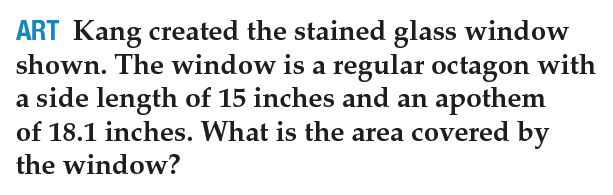 ART Kang created the stained glass window
shown. The window is a regular octagon with
a side length of 15 inches and an apothem
of 18.1 inches. What is the area covered by
the window?